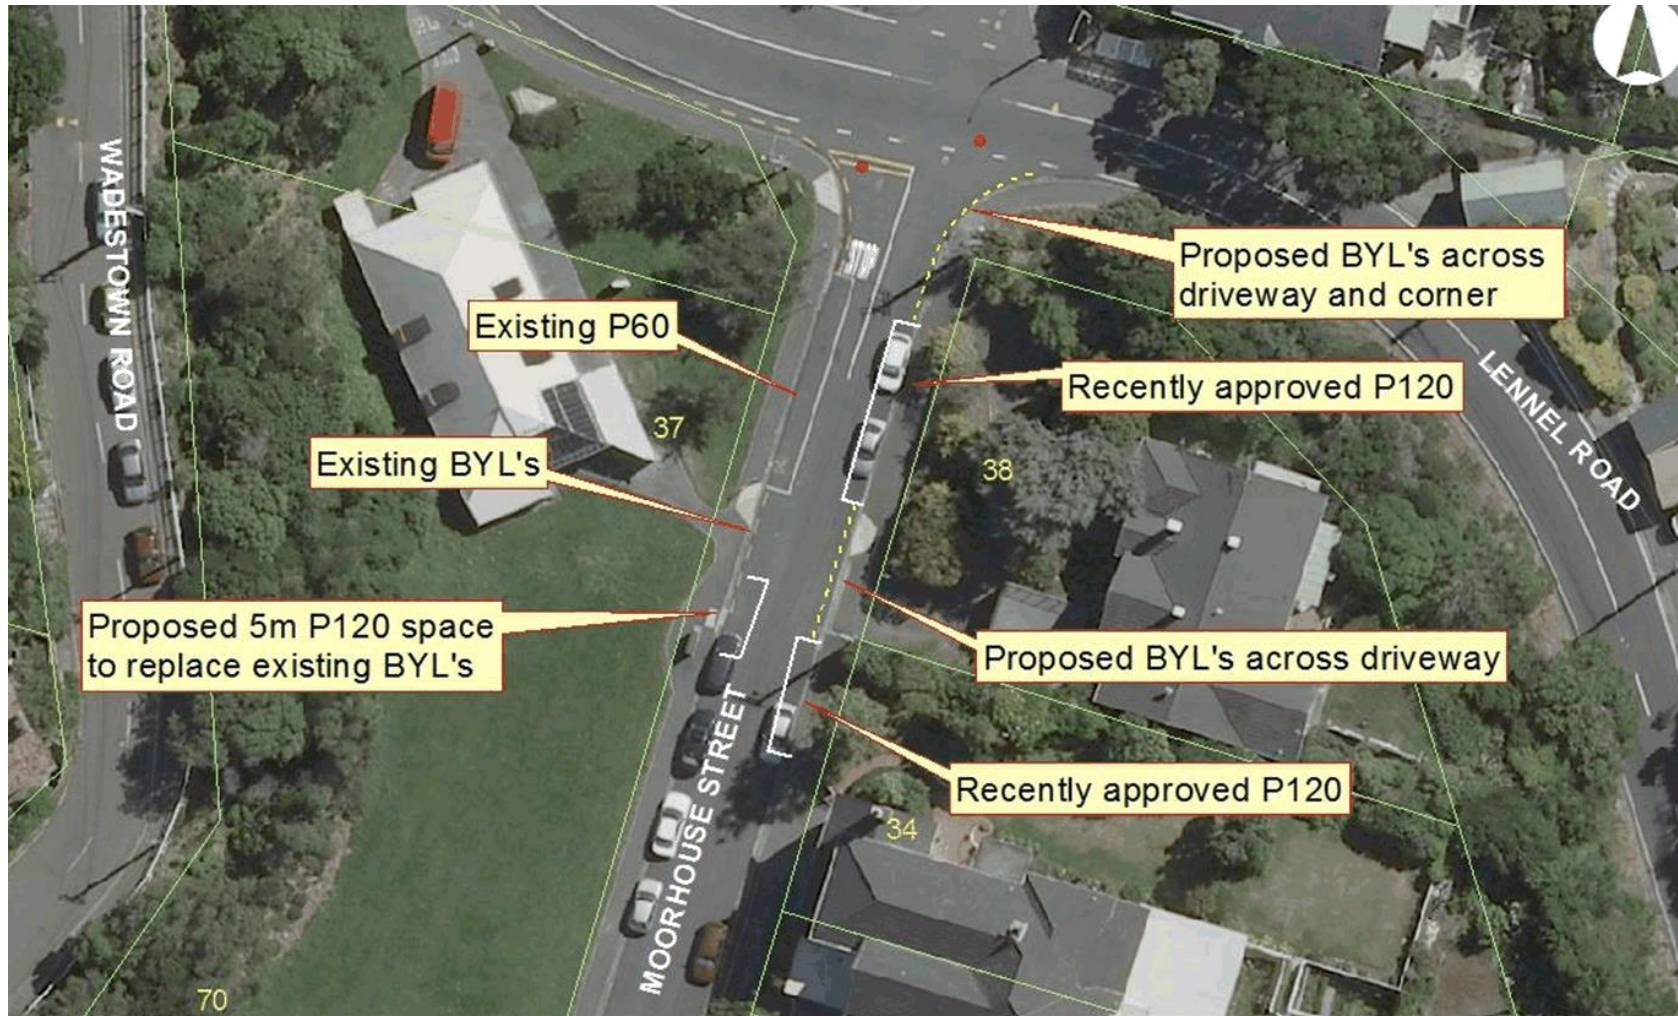 Proposed BYL's across
driveway and corner
Existing P60
Recently approved P120
WADESTOWN ROAD
LENNEL ROAD
37
38
Existing BYL's
Proposed 5m P120 space
to replace existing BYL's
Proposed BYL's across driveway
Recently approved P120
MOORHOUSE STREET
34
70